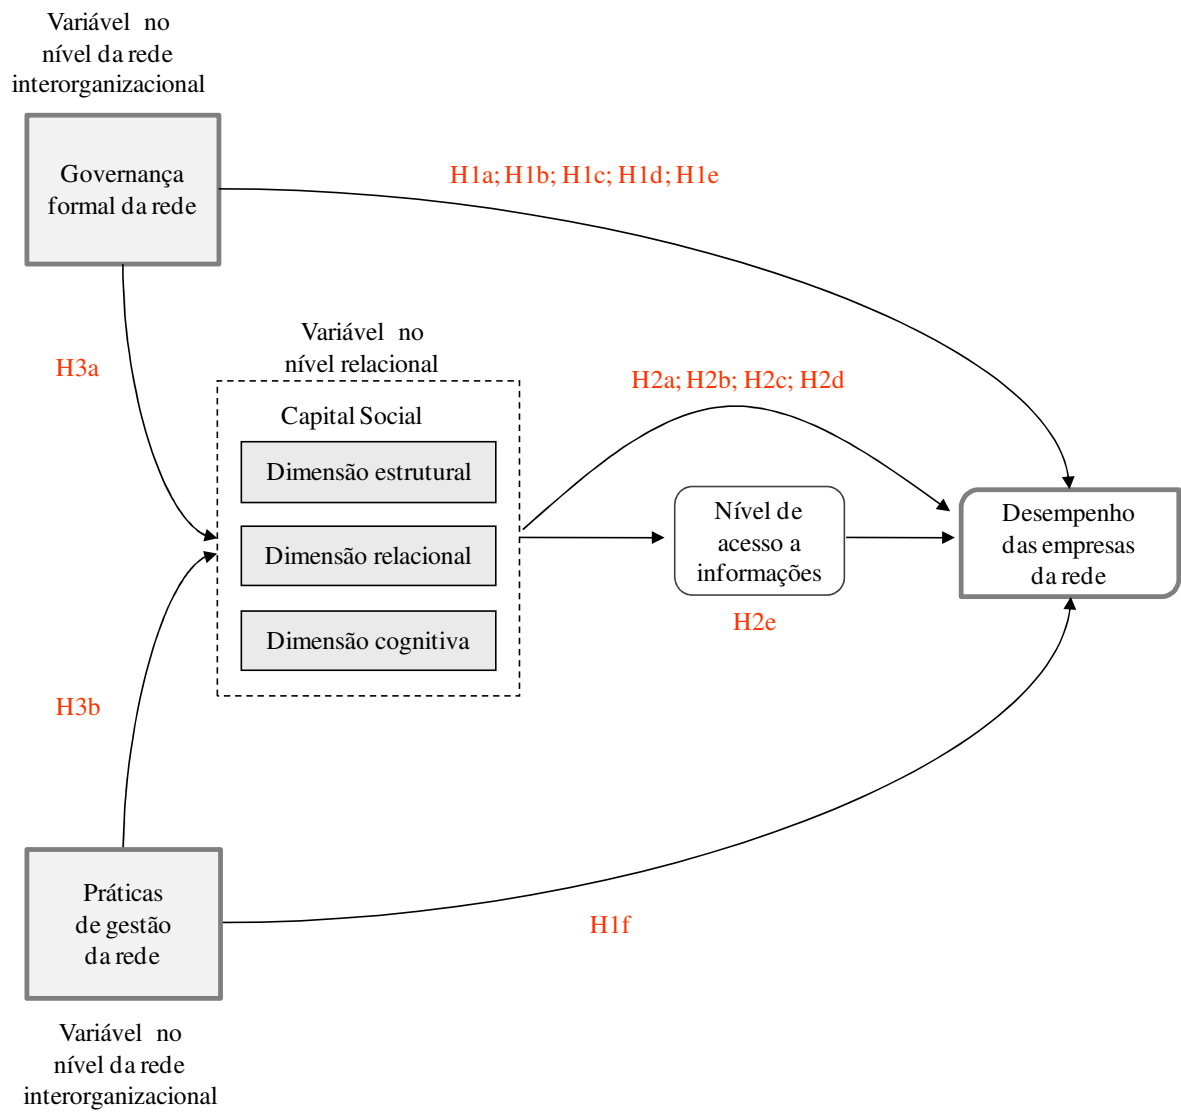 Variável no
nível da rede
interorganizacional
Governança
formal da rede
H1a; H1b; H1c; H1d; H1e
H3a
Variável no
nível relacional
Capital Social
Dimensão estrutural
Dimensão relacional
Dimensão cognitiva
H2a; H2b; H2c; H2d
Nível de
acesso a
informações
H2e
Desempenho
das empresas
da rede
H3b
Práticas
de gestão
da rede
H1f
Variável no
nível da rede
interorganizacional